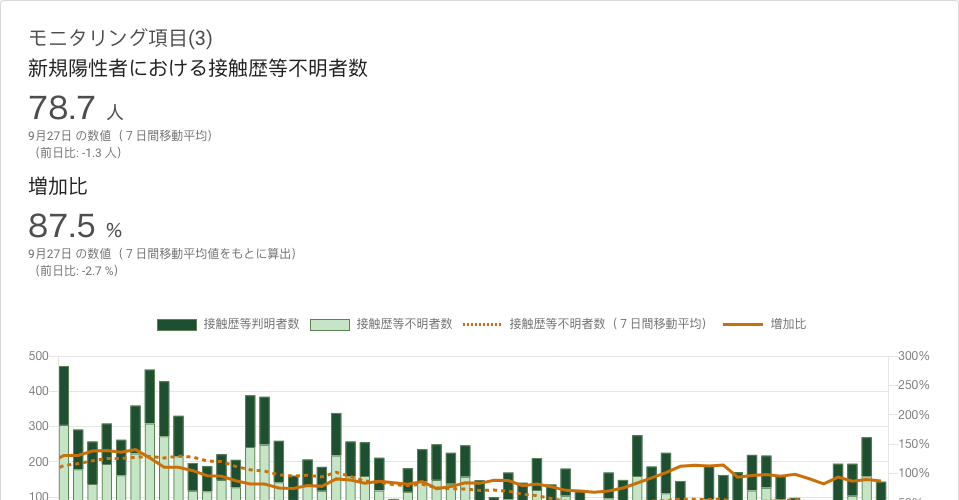 モニタリング項目(3)
新規陽性者における接触歴等不明者数
78.7 人
9月27日 の数値（７日間移動平均）
（前日比: -1.3 人）
増加比
87.5 %
9月27日 の数値（７日間移動平均値をもとに算出）
（前日比: -2.7 %）
接触歴等判明者数 接触歴等不明者数 接触歴等不明者数（７日間移動平均） 増加比
500 300%
250%
400
200%
300
150%
200
100%
100
50%